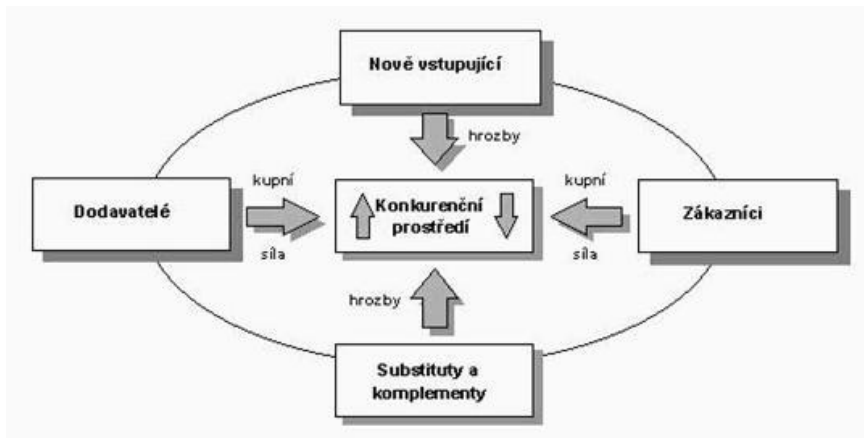 Nově vstupující
hrozby
kupní
kupní
Dodavatelé
Konkurenční
prostředí
Zákazníci
síla
síla
hrozby
Substituty a
komplementy